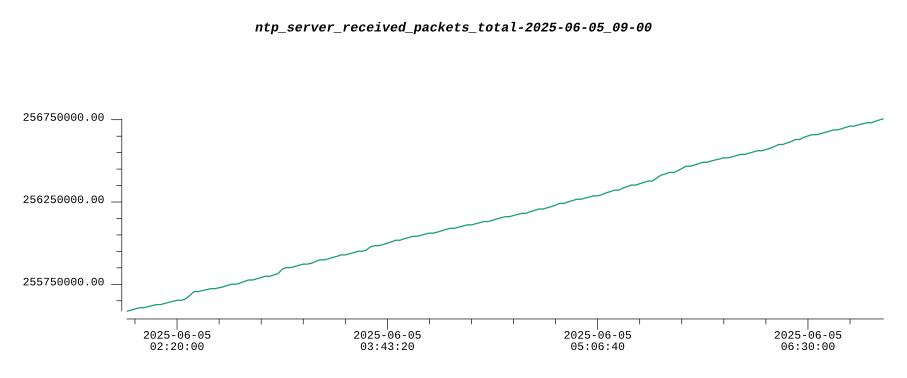 ntp_server_received_packets_total-2025-06-05_09-00
256750000.00
256250000.00
255750000.00
2025-06-05 2025-06-05 2025-06-05 2025-06-05
02:20:00 03:43:20 05:06:40 06:30:00